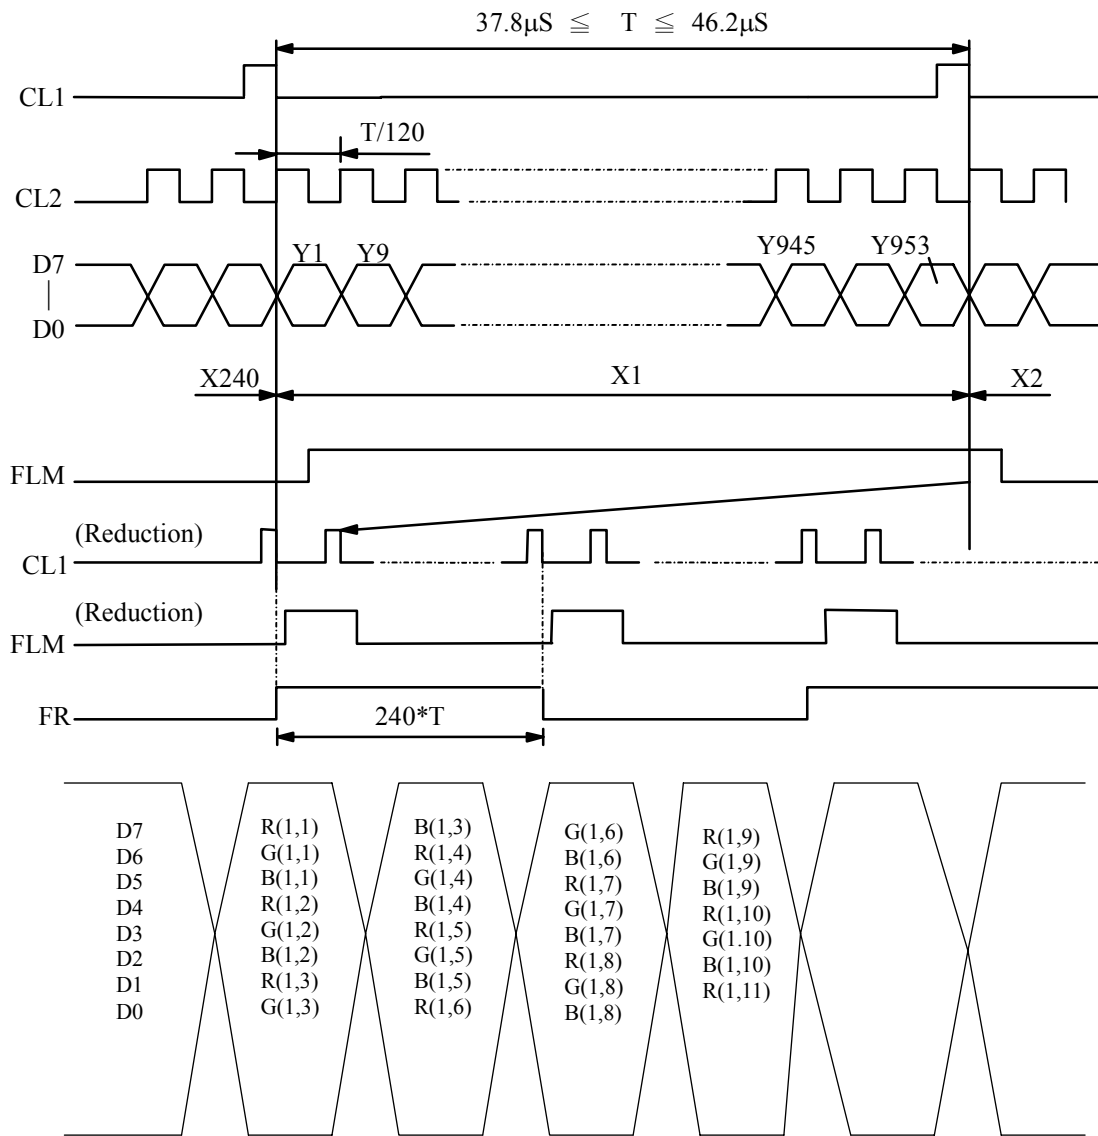 37.8μS ≦ T ≦ 46.2μS
CL1
T/120
CL2
D7
Y1 Y9 Y945 Y953
|
D0
X240 X1 X2
FLM
(Reduction)
CL1
(Reduction)
FLM
FR
240*T
D7 R(1,1) B(1,3) G(1,6) R(1,9)
D6 G(1,1) R(1,4) B(1,6) G(1,9)
D5 B(1,1) G(1,4) R(1,7) B(1,9)
D4 R(1,2) B(1,4) G(1,7) R(1,10)
D3 G(1,2) R(1,5) B(1,7) G(1.10)
D2 B(1,2) G(1,5) R(1,8) B(1,10)
D1 R(1,3) B(1,5) G(1,8) R(1,11)
D0 G(1,3) R(1,6) B(1,8)